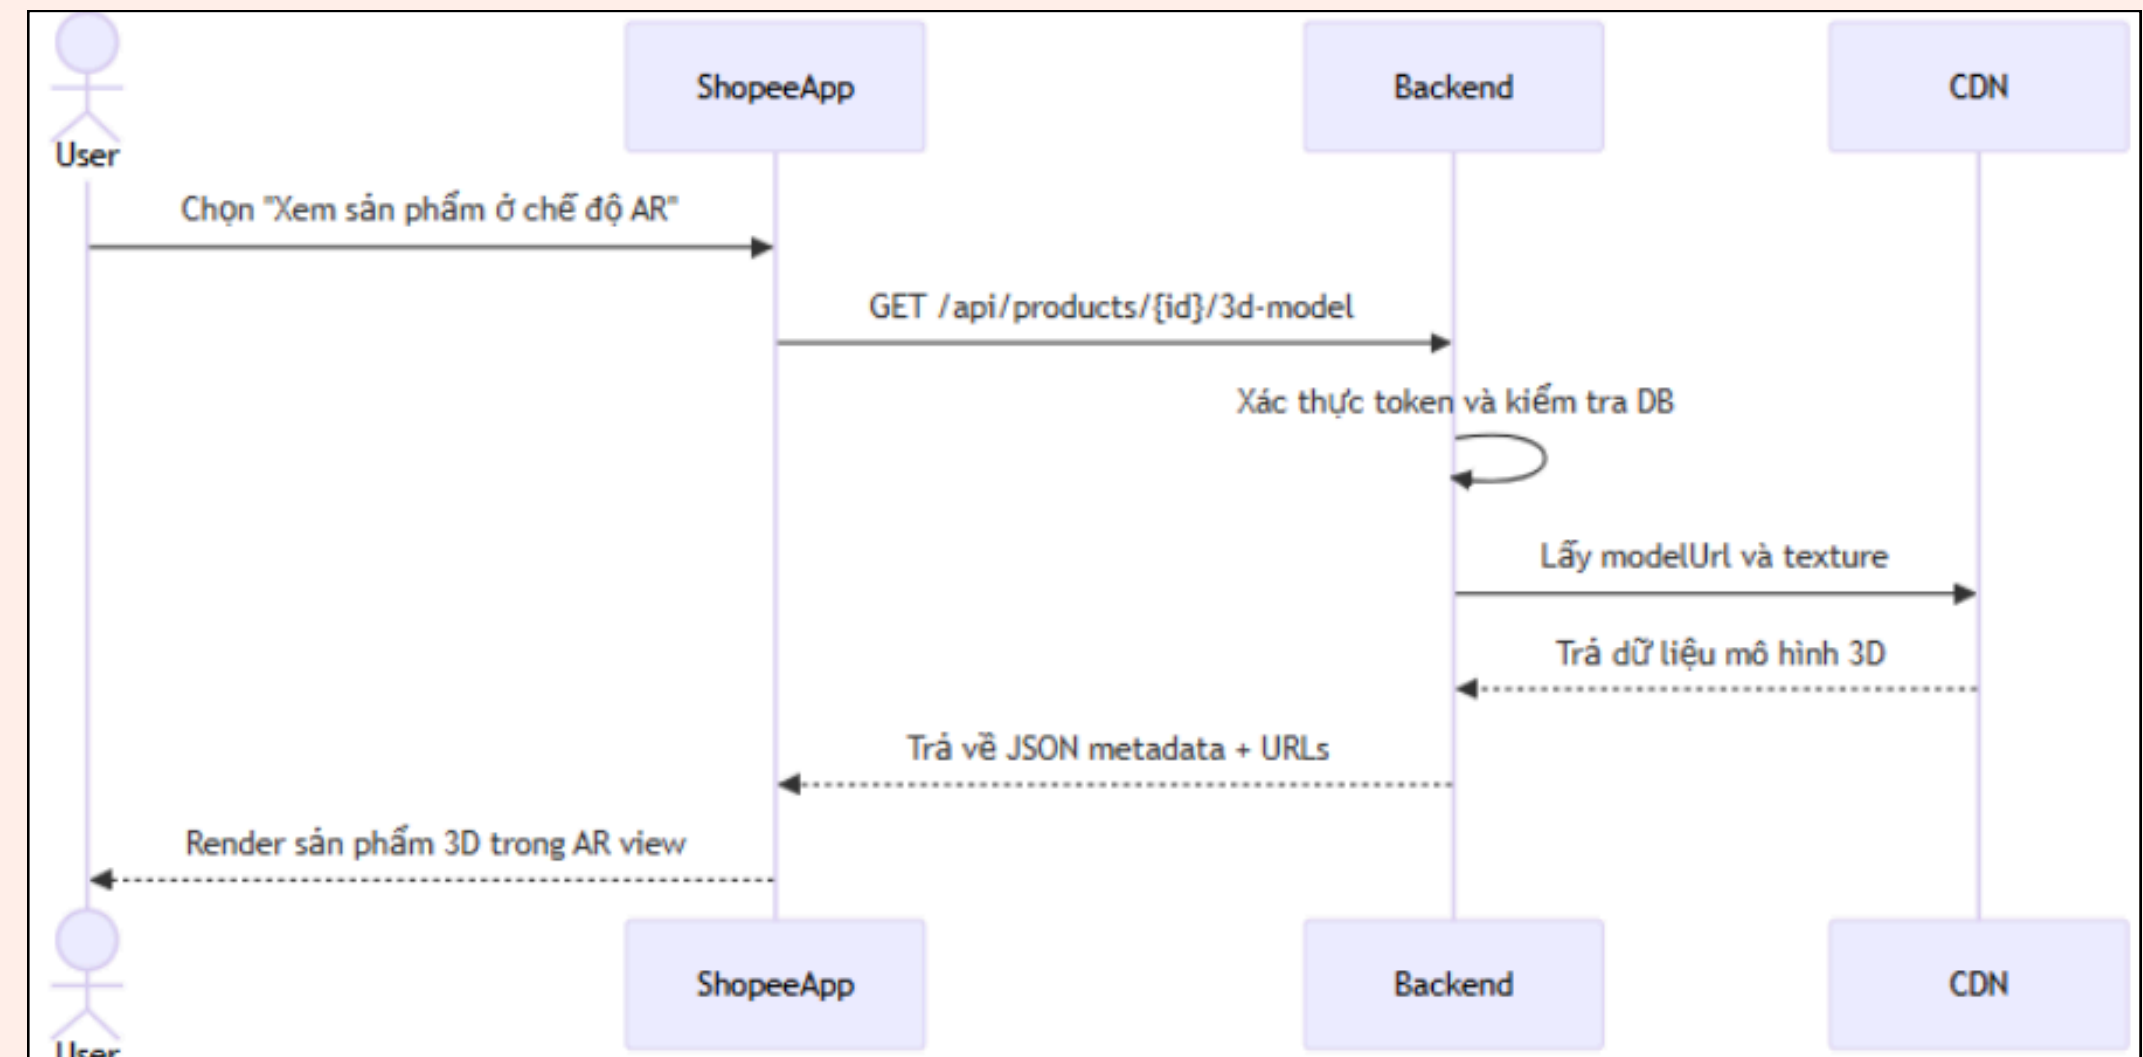 ShopeeApp
Backend
CDN
User
Chọn "Xem sản phẩm ở chế độ AR"
GET /api/products/{id}/3d-model
Xác thực token và kiểm tra DB
Lấy modelUrl và texture
Trả dữ liệu mô hình 3D
Trả về JSON metadata + URLs
Render sản phẩm 3D trong AR view
ShopeeApp
Backend
CDN
User